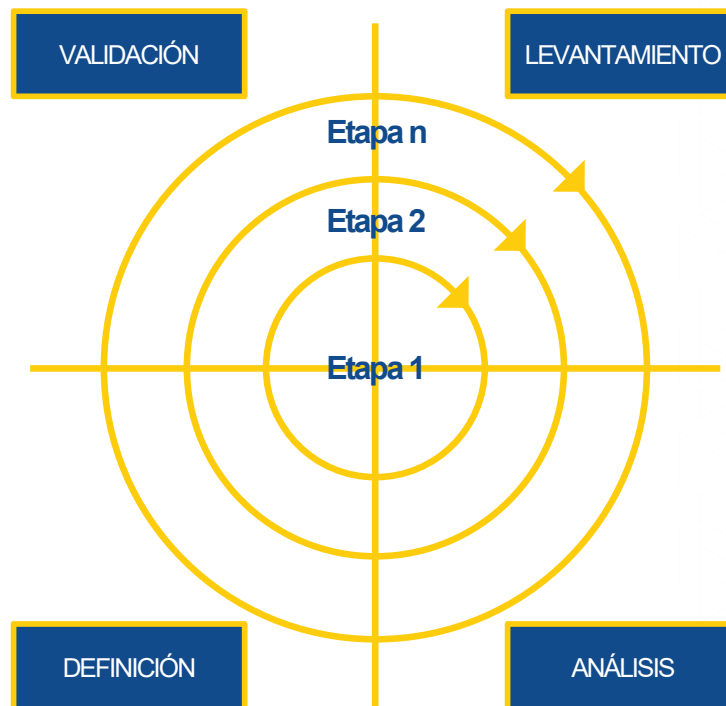 VALIDACIÓN
LEVANTAMIENTO
Etapa n
Etapa 2
Etapa 1
DEFINICIÓN
ANÁLISIS